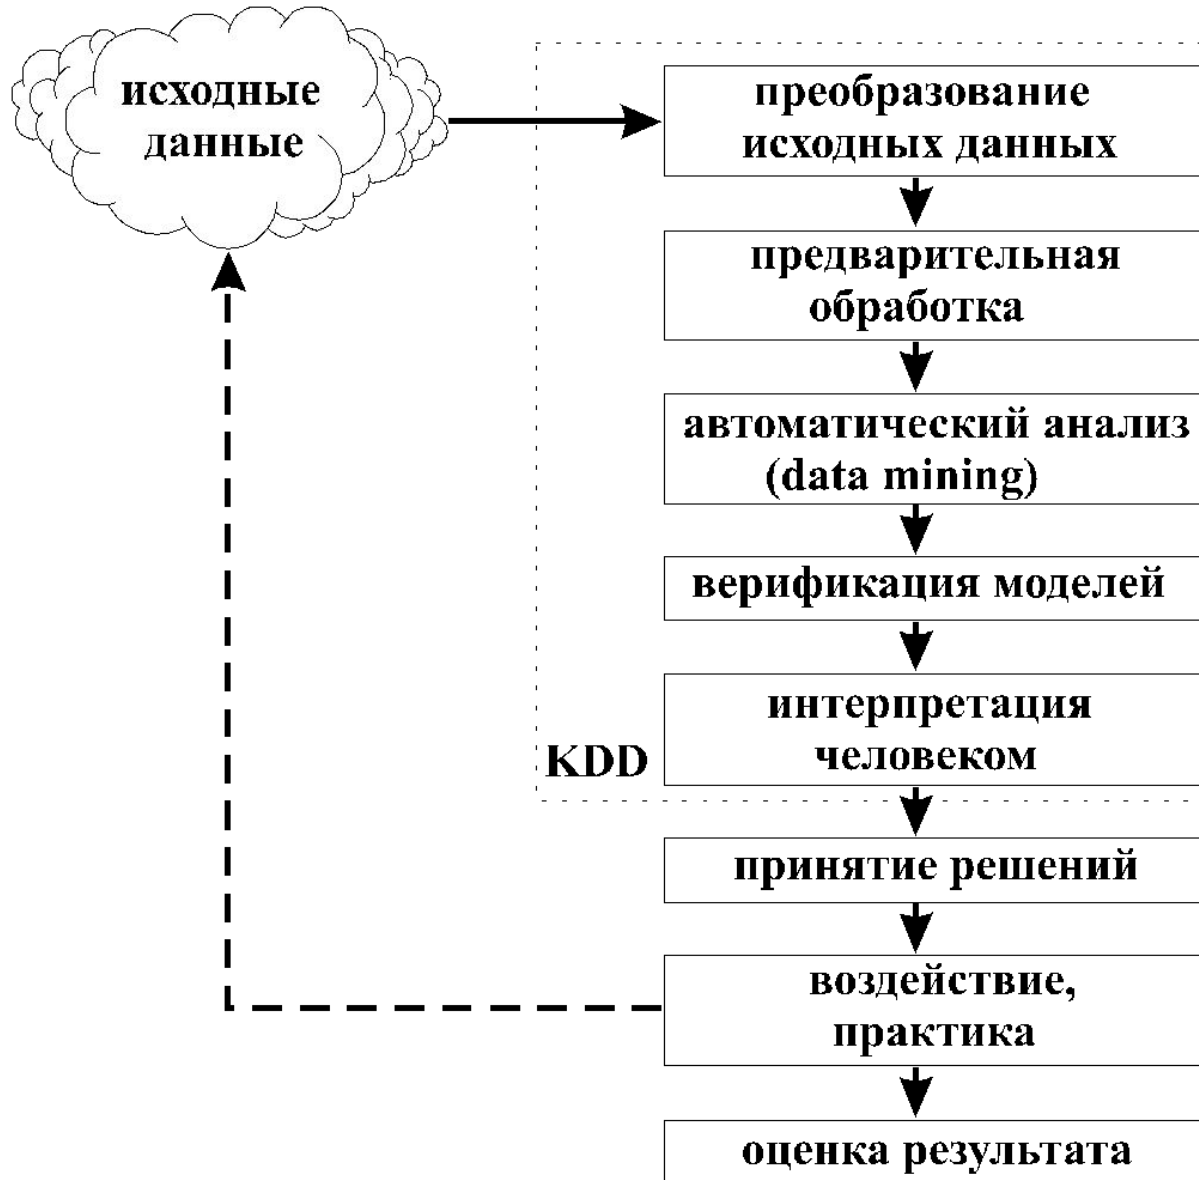 исходные
данные
преобразование
исходных данных
предварительная
обработка
автоматический анализ
(data mining)
верификация моделей
интерпретация
человеком
KDD
принятие решений
воздействие,
практика
оценка результата